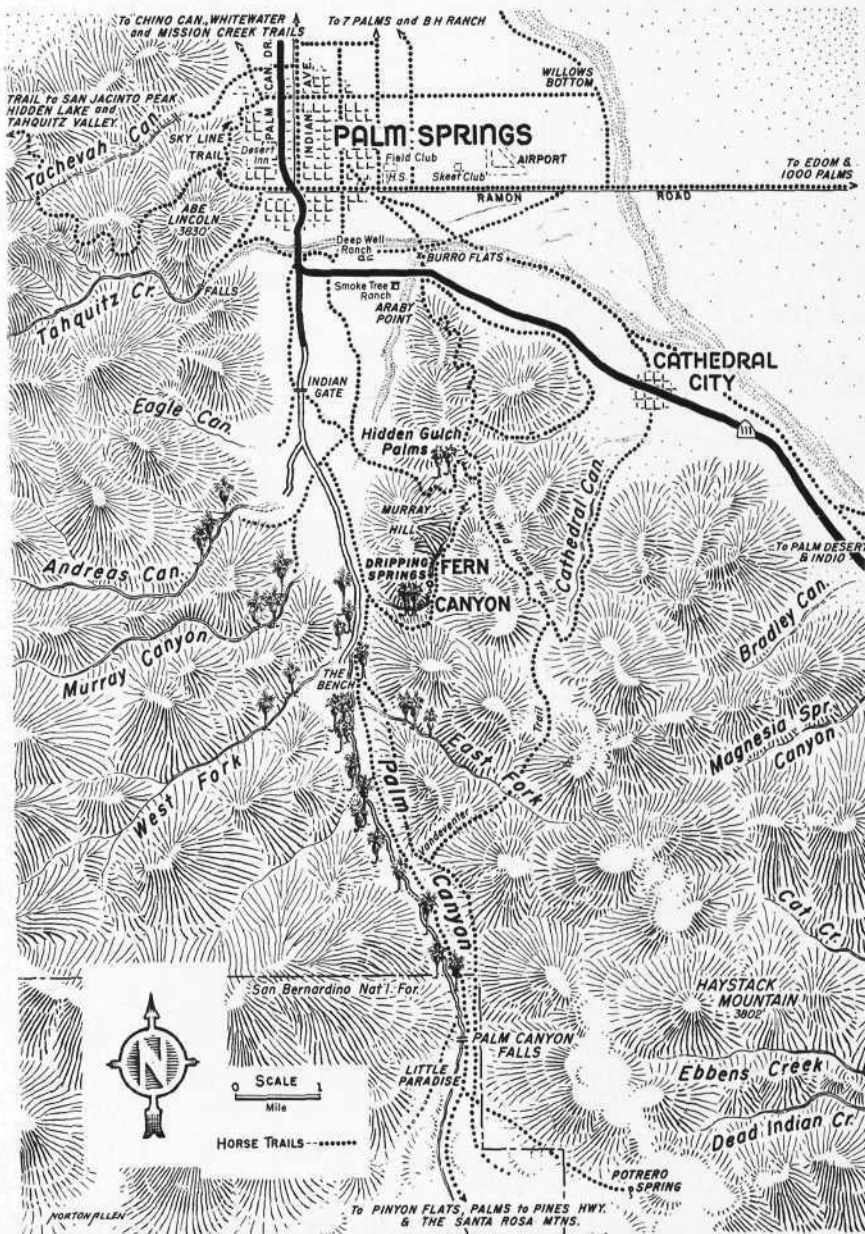 To CHINO CAN., WHITEWATER
and MISSION CREEK TRAILS
To 7 PALMS and B H RANCH
PALM CAN. DR.
INDIAN AVE.
WILLOWS
BOTTOM
TRAIL to SAN JACINTO PEAK
HIDDEN LAKE and
TAHQUITZ VALLEY.
Tachevah Can.
SKY LINE
TRAIL
Desert
Inn
PALM SPRINGS
Field Club
H.S.
Skeet Club
AIRPORT
To EDOM &
1000 PALMS
RAMON ROAD
ABE
LINCOLN
3830'
Deep Well
Ranch
BURRO FLATS
FALLS
Tahquitz Cr.
Smoke Tree
Ranch
ARABY
POINT
CATHEDRAL
CITY
INDIAN
GATE
Eagle Can.
111
Hidden Gulch
Palms
MURRAY
HILL
Wild Horse Trail
Cathedral Can.
To PALM DESERT
& INDIO
Andreas Can.
DRIPPING
SPRINGS
FERN
CANYON
Bradley Can.
Murray Canyon
THE
BENCH
Trail
Magnesia Spr.
Canyon
West Fork
East Fork
Palm Canyon
Vandeventer
Cat Cr.
San Bernardino Nat'l. For.
HAYSTACK
MOUNTAIN
3802'
N
PALM CANYON
FALLS
LITTLE
PARADISE
Ebbens Creek
SCALE
0 1
Mile
Dead Indian Cr.
HORSE TRAILS
POTRERO
SPRING
To PINYON FLATS, PALMS to PINES HWY.
& THE SANTA ROSA MTNS.
NORTON ALLEN